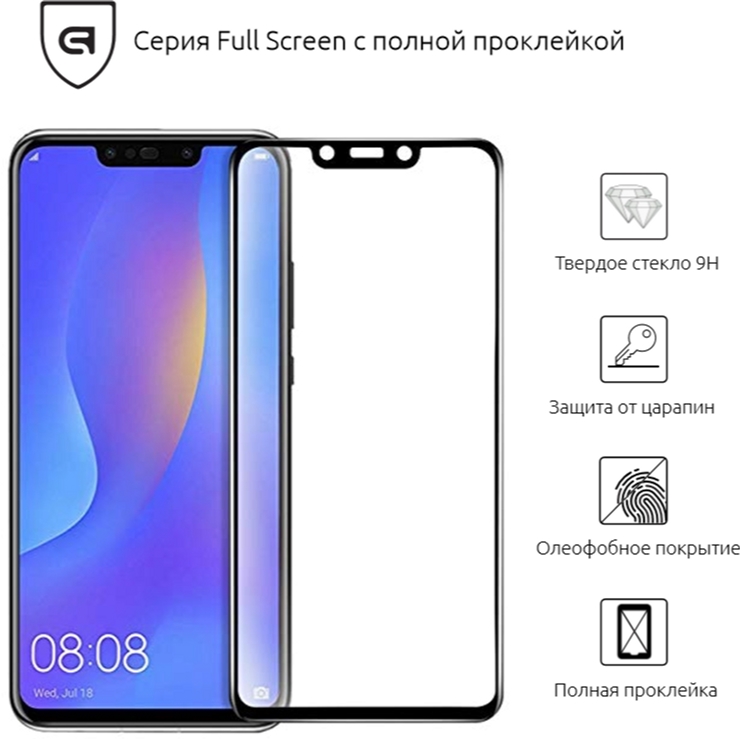 Серия Full Screen с полной проклейкой
Твердое стекло 9H
Защита от царапин
Олеофобное покрытие
Полная проклейка
08:08
Wed, Jul 18